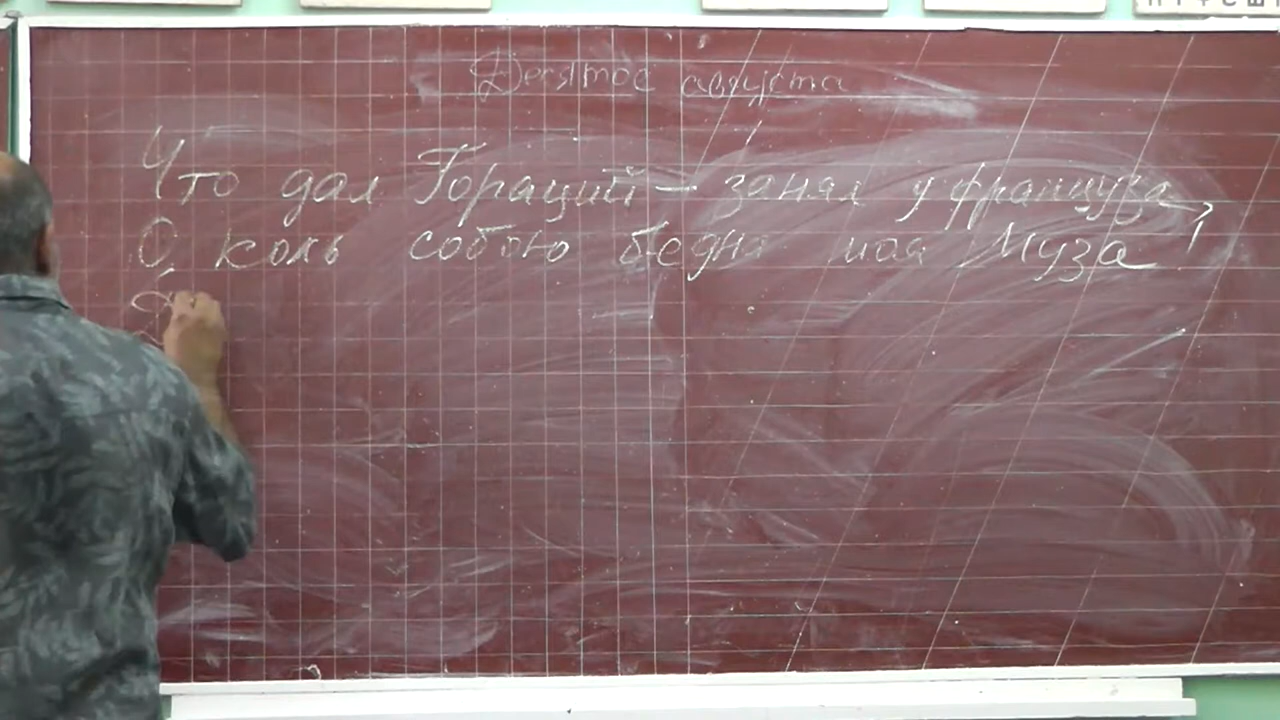 Десятое августа
Что дал Гораций — занял у француза,
О, коль собою бедна моя Муза!